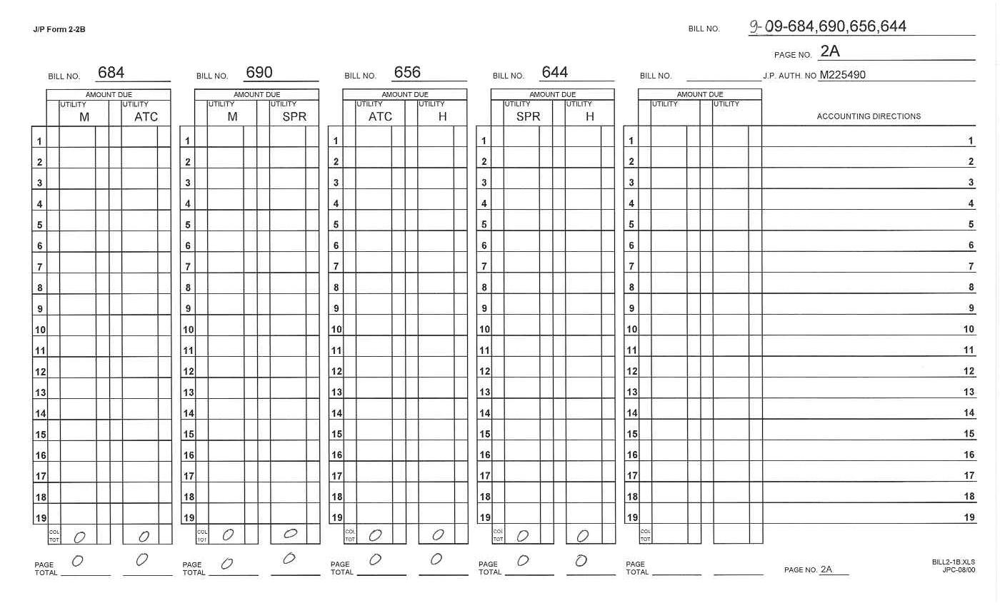 J/P Form 2-2B
BILL NO. 9-09-684,690,656,644
PAGE NO. 2A
BILL NO. 684 BILL NO. 690 BILL NO. 656 BILL NO. 644 BILL NO. J.P. AUTH. NO M225490
AMOUNT DUE AMOUNT DUE AMOUNT DUE AMOUNT DUE AMOUNT DUE
UTILITY UTILITY UTILITY UTILITY UTILITY UTILITY UTILITY UTILITY UTILITY UTILITY
M ATC M SPR ATC H SPR H ACCOUNTING DIRECTIONS
1 1 1 1 1 1
2 2 2 2 2 2
3 3 3 3 3 3
4 4 4 4 4 4
5 5 5 5 5 5
6 6 6 6 6 6
7 7 7 7 7 7
8 8 8 8 8 8
9 9 9 9 9 9
10 10 10 10 10 10
11 11 11 11 11 11
12 12 12 12 12 12
13 13 13 13 13 13
14 14 14 14 14 14
15 15 15 15 15 15
16 16 16 16 16 16
17 17 17 17 17 17
18 18 18 18 18 18
19 19 19 19 19 19
COL COL COL COL COL
TOT 0 0 TOT 0 0 TOT 0 0 TOT 0 0 TOT
PAGE 0 0 PAGE 0 0 PAGE 0 0 PAGE 0 0 PAGE BILL2-1B.XLS
TOTAL TOTAL TOTAL TOTAL TOTAL PAGE NO. 2A JPC-08/00